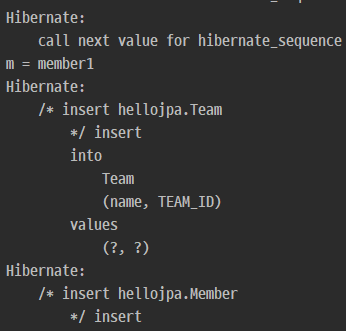 Hibernate:
    call next value for hibernate_sequence
m = member1
Hibernate:
    /* insert hellojpa.Team
        */ insert
        into
            Team
            (name, TEAM_ID)
        values
            (?, ?)
Hibernate:
    /* insert hellojpa.Member
        */ insert